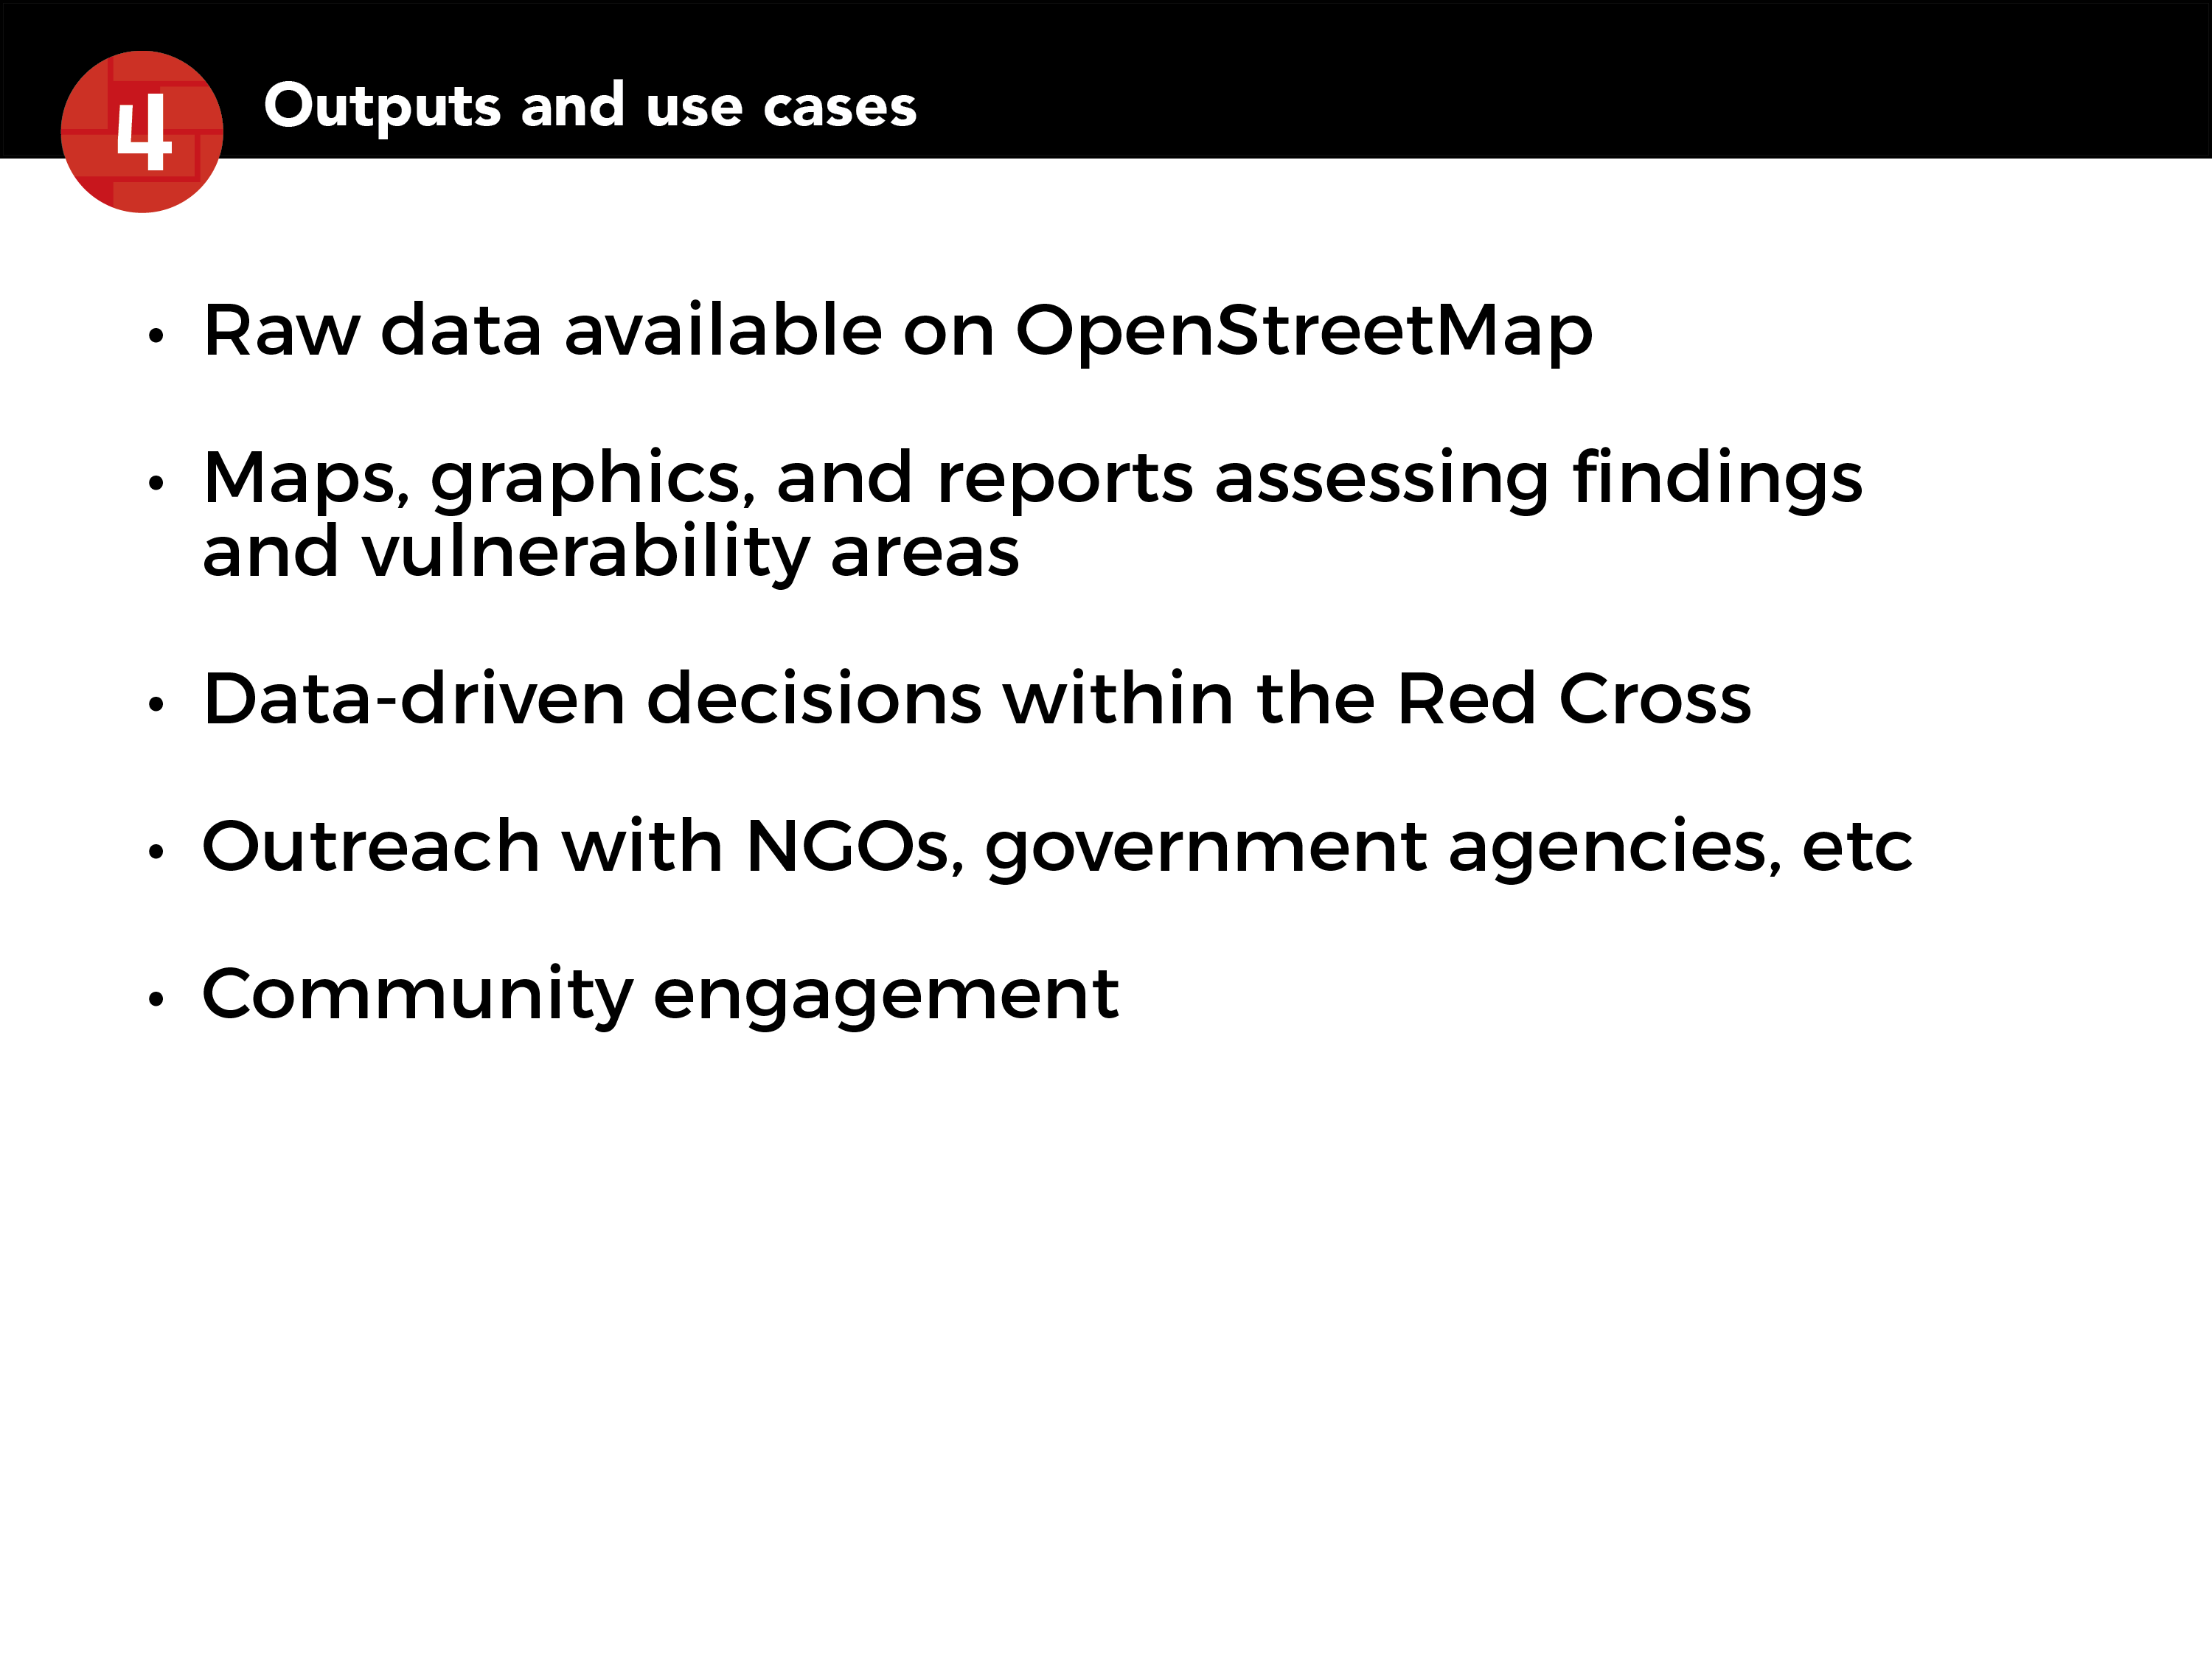 4
Outputs and use cases
• Raw data available on OpenStreetMap
• Maps, graphics, and reports assessing findings
and vulnerability areas
• Data-driven decisions within the Red Cross
• Outreach with NGOs, government agencies, etc
• Community engagement